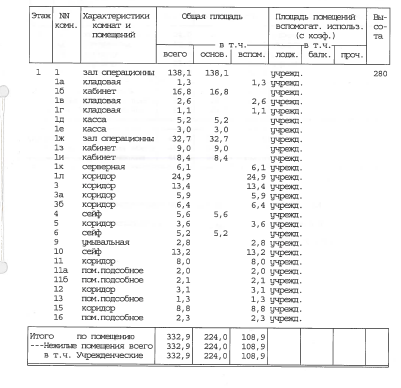 Этаж NN комн. Характеристики комнат и помещений Общая площадь Площадь помещений вспомогат. использ. (с коэф.) Вы-со-та
в т.ч. в т.ч.
всего основ. вспом. лодж. балк. проч.
1 1 зал операционны 138,1 138,1 учрежд. 280
1а кладовая 1,3 1,3 учрежд.
1б кабинет 16,8 16,8 учрежд.
1в кладовая 2,6 2,6 учрежд.
1г кладовая 1,1 1,1 учрежд.
1д касса 5,2 5,2 учрежд.
1е касса 3,0 3,0 учрежд.
1ж зал операционны 32,7 32,7 учрежд.
1з кабинет 9,0 9,0 учрежд.
1и кабинет 8,4 8,4 учрежд.
1к серверная 6,1 6,1 учрежд.
1л коридор 24,9 24,9 учрежд.
3 коридор 13,4 13,4 учрежд.
3а коридор 5,9 5,9 учрежд.
3б коридор 6,4 6,4 учрежд.
4 сейф 5,6 5,6 учрежд.
5 коридор 3,6 3,6 учрежд.
6 сейф 5,2 5,2 учрежд.
9 умывальная 2,8 2,8 учрежд.
10 сейф 13,2 13,2 учрежд.
11 коридор 8,0 8,0 учрежд.
11а пом.подсобное 2,0 2,0 учрежд.
11б пом.подсобное 2,1 2,1 учрежд.
12 коридор 3,1 3,1 учрежд.
13 пом.подсобное 1,3 1,3 учрежд.
15 коридор 8,8 8,8 учрежд.
16 пом.подсобное 2,3 2,3 учрежд.
Итого по помещению 332,9 224,0 108,9
---Нежилые помещения всего 332,9 224,0 108,9
в т.ч. Учрежденческие 332,9 224,0 108,9